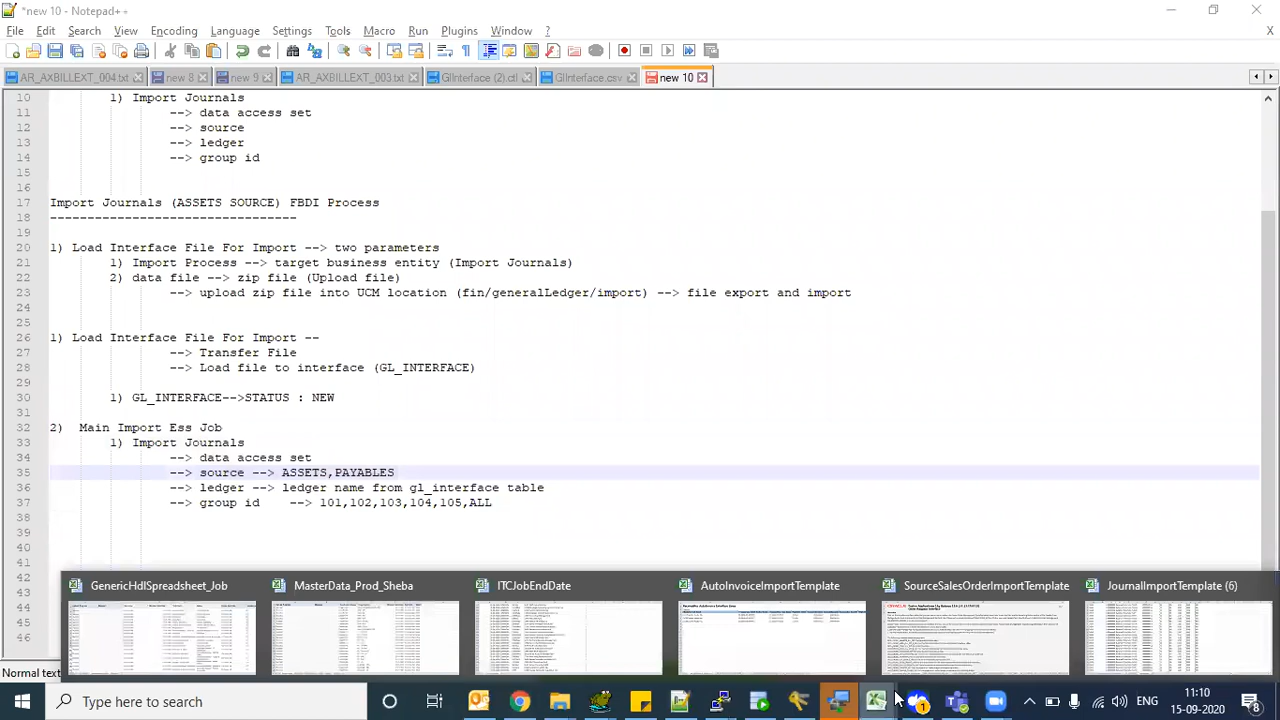 *new 10 - Notepad++
File Edit Search View Encoding Language Settings Tools Macro Run Plugins Window ? X
AR_AXBILLEXT_004.txt new 8 new 9 AR_AXBILLEXT_003.txt GlInterface (2).ctl GlInterface.csv new 10
10 1) Import Journals
11 --> data access set
12 --> source
13 --> ledger
14 --> group id
15
16
17 Import Journals (ASSETS SOURCE) FBDI Process
18 ---------------------------------
19
20 1) Load Interface File For Import --> two parameters
21 1) Import Process --> target business entity (Import Journals)
22 2) data file --> zip file (Upload file)
23 --> upload zip file into UCM location (fin/generalLedger/import) --> file export and import
24
25
26 1) Load Interface File For Import --
27 --> Transfer File
28 --> Load file to interface (GL_INTERFACE)
29
30 1) GL_INTERFACE-->STATUS : NEW
31
32 2) Main Import Ess Job
33 1) Import Journals
34 --> data access set
35 --> source --> ASSETS,PAYABLES
36 --> ledger --> ledger name from gl_interface table
37 --> group id --> 101,102,103,104,105,ALL
38
39
40
41
42
43
44
45
46
GenericHdlSpreadsheet_Job MasterData_Prod_Sheba ITCJobEndDate AutoInvoiceImportTemplate SourceSalesOrderImportTemplate
Normal text
Type here to search
ENG
11:10
15-09-2020
8
1